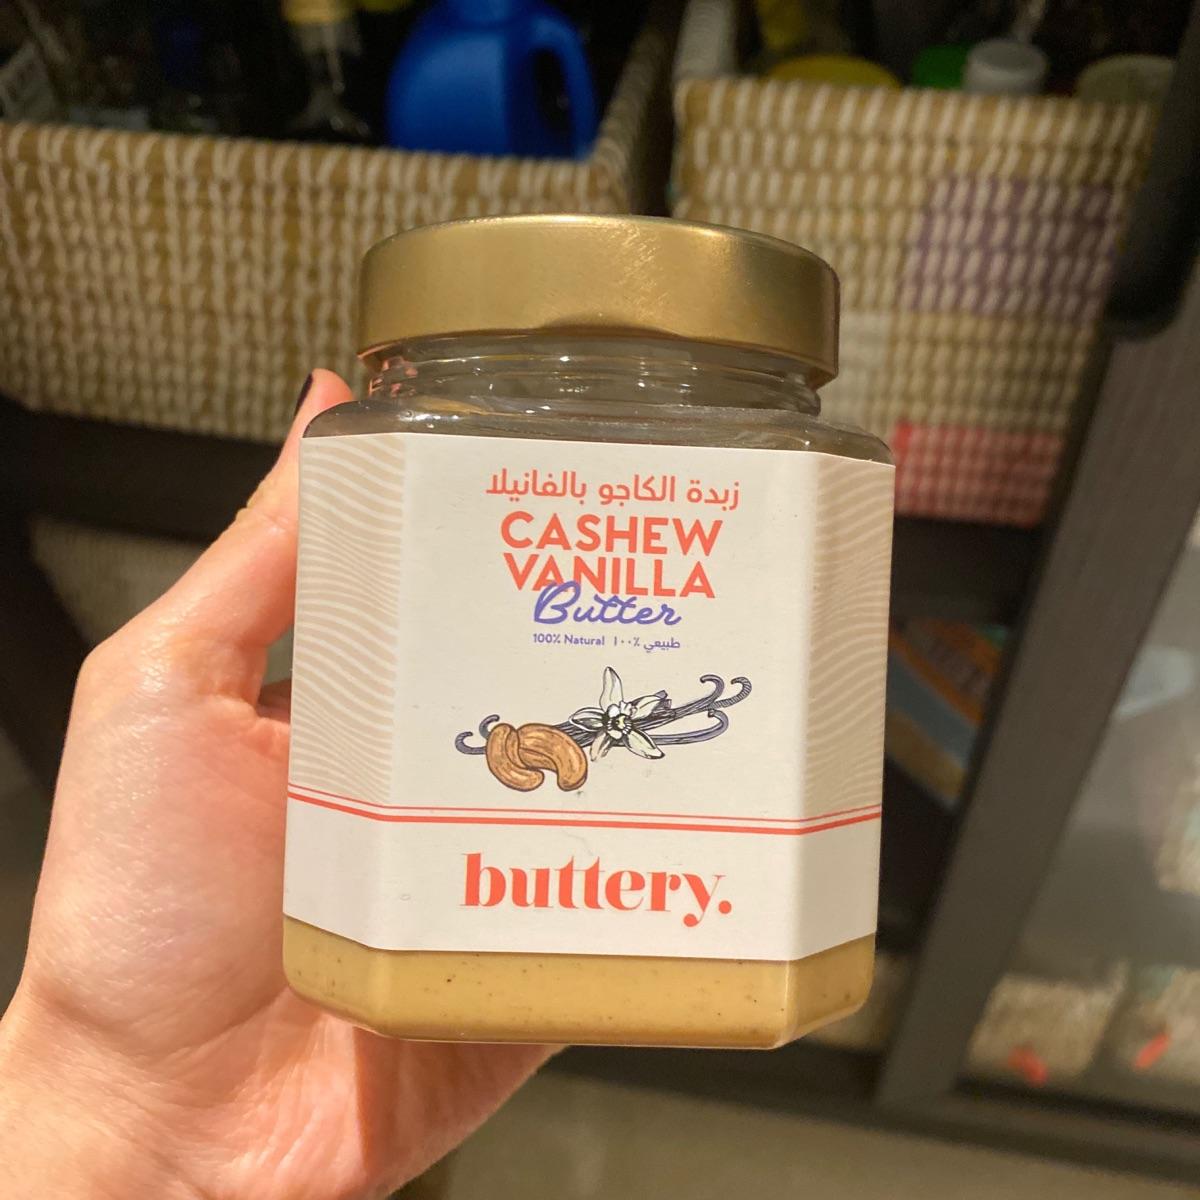 زبدة الكاجو بالفانيلا
CASHEW
VANILLA
Butter
100% Natural ١٠٠٪ طبيعي
buttery.